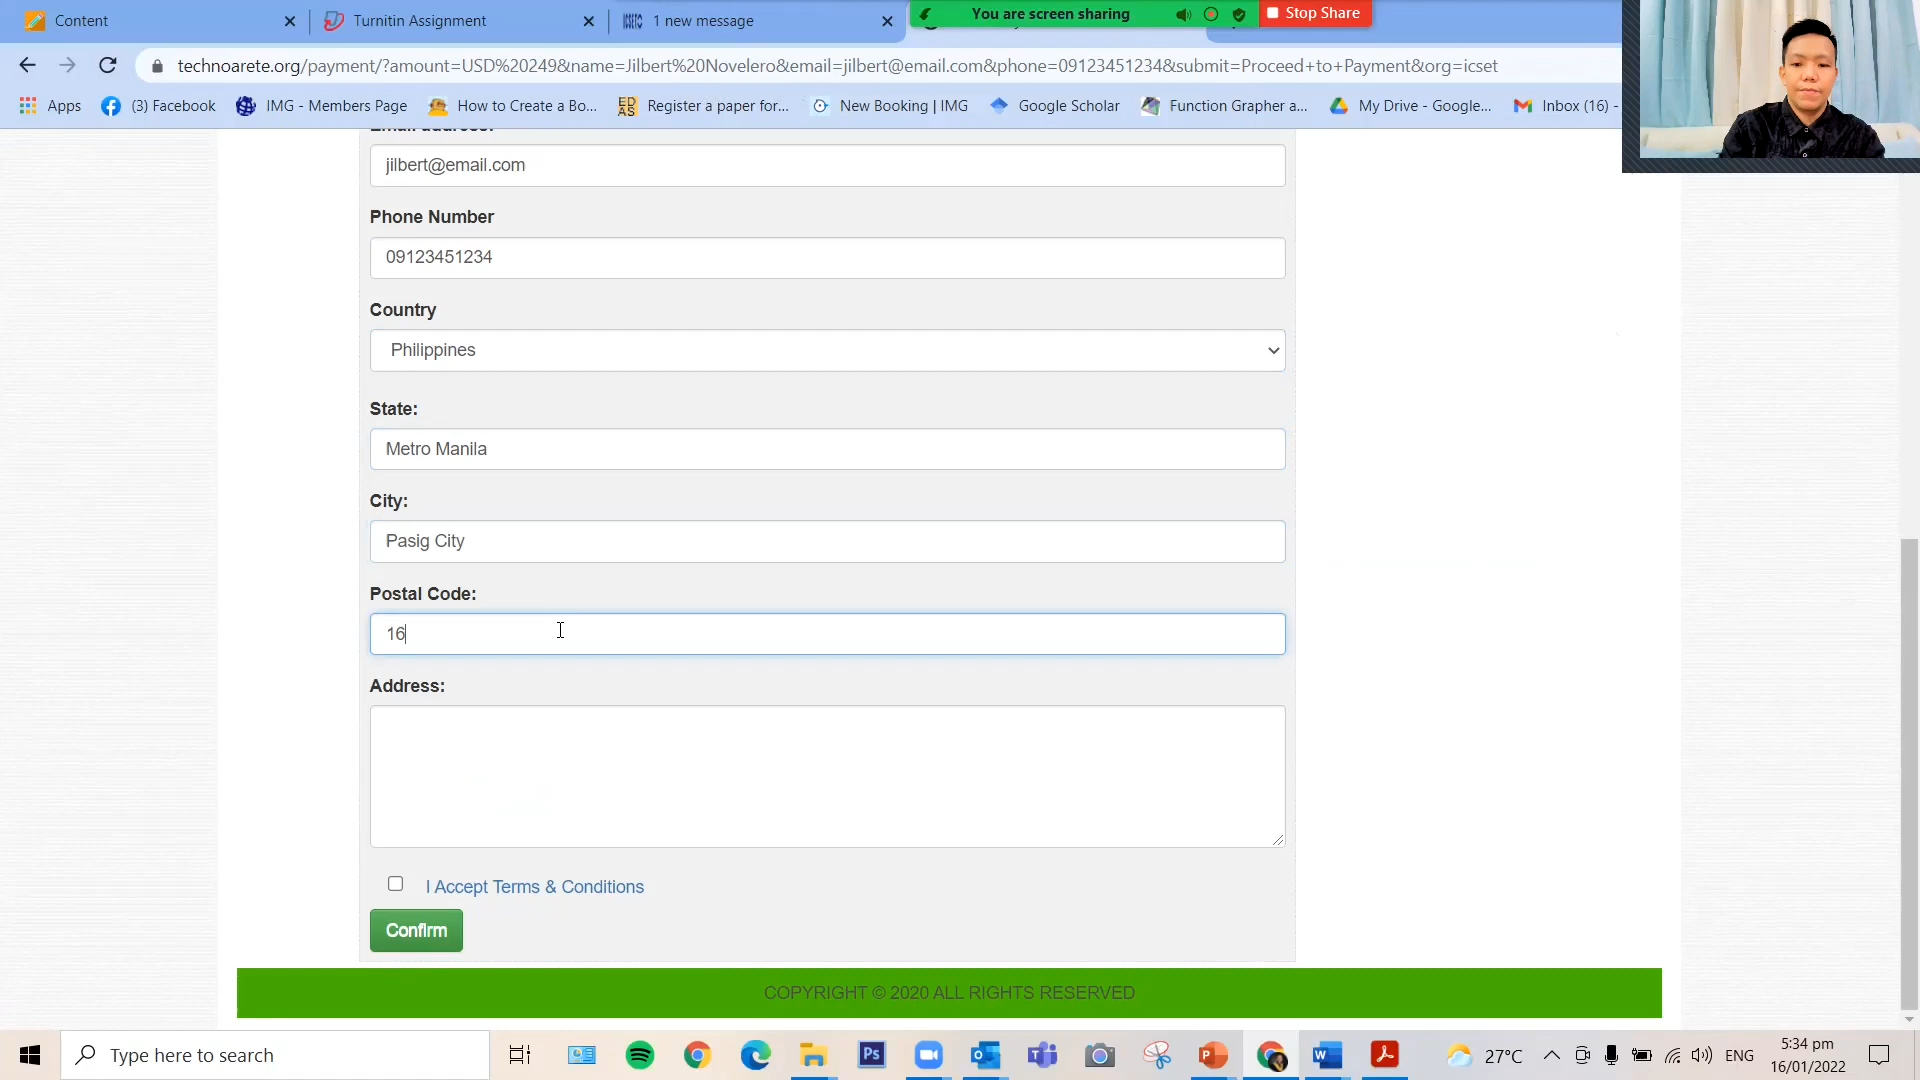 Content
Turnitin Assignment
1 new message
You are screen sharing
Stop Share
technoarete.org/payment/?amount=USD%20249&name=Jilbert%20Novelero&email=jilbert@email.com&phone=09123451234&submit=Proceed+to+Payment&org=icset
Apps
(3) Facebook
IMG - Members Page
How to Create a Bo...
Register a paper for...
New Booking | IMG
Google Scholar
Function Grapher a...
My Drive - Google...
Inbox (16) -
Email address:
jilbert@email.com
Phone Number
09123451234
Country
Philippines
State:
Metro Manila
City:
Pasig City
Postal Code:
16
Address:
I Accept Terms & Conditions
Confirm
COPYRIGHT © 2020 ALL RIGHTS RESERVED
Type here to search
Ps
27°C
ENG
5:34 pm
16/01/2022